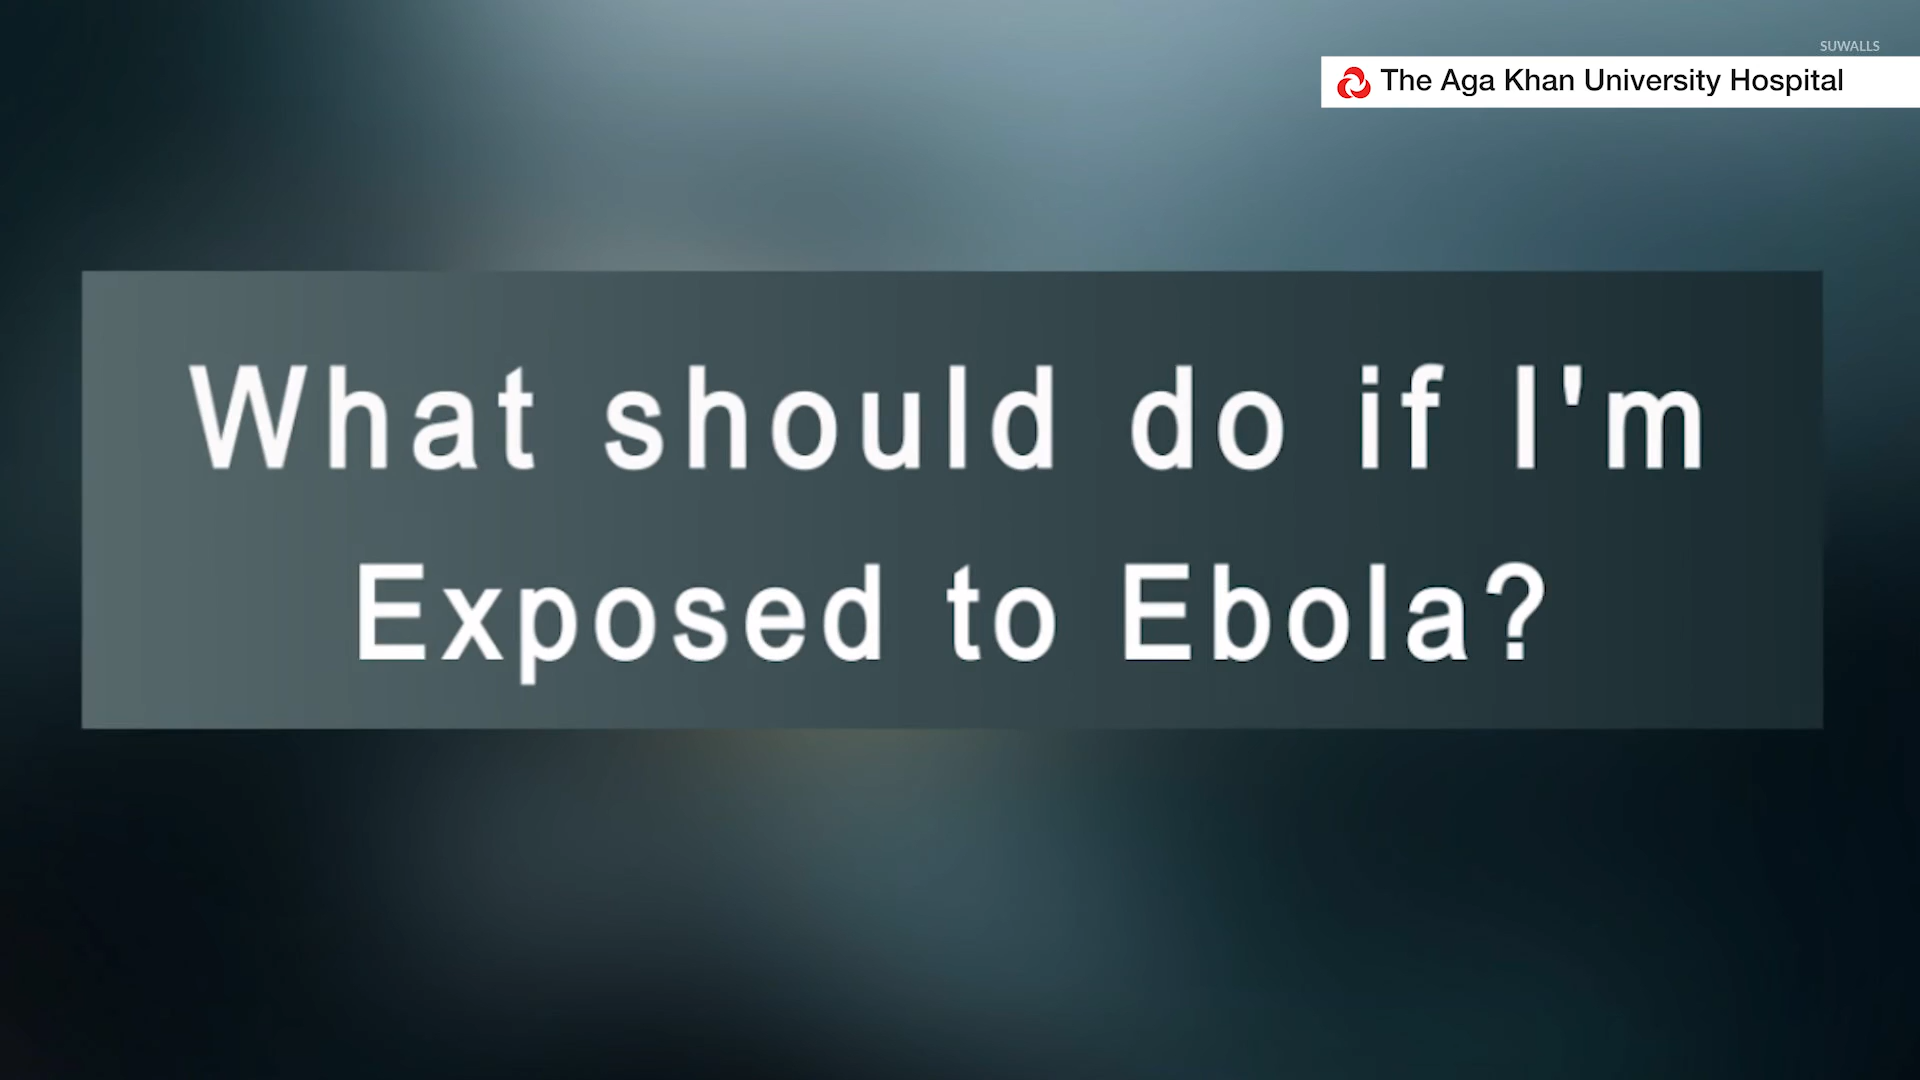 SUWALLS
The Aga Khan University Hospital
What should do if I'm
Exposed to Ebola?